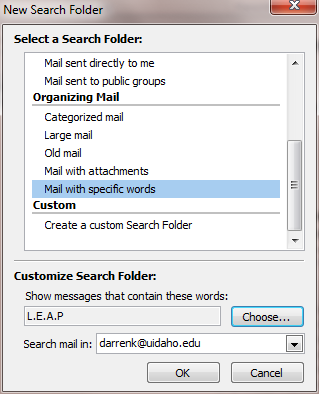 New Search Folder
Select a Search Folder:
Mail sent directly to me
Mail sent to public groups
Organizing Mail
Categorized mail
Large mail
Old mail
Mail with attachments
Mail with specific words
Custom
Create a custom Search Folder
Customize Search Folder:
Show messages that contain these words:
L.E.A.P
Choose...
Search mail in: darrenk@uidaho.edu
OK Cancel